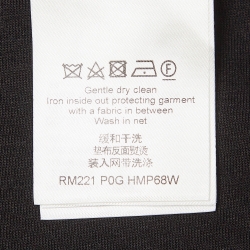 Gentle dry clean
Iron inside out protecting garment
with a fabric in between
Wash in net
缓和干洗
垫布反面熨烫
装入网带洗涤
RM221 P0G HMP68W